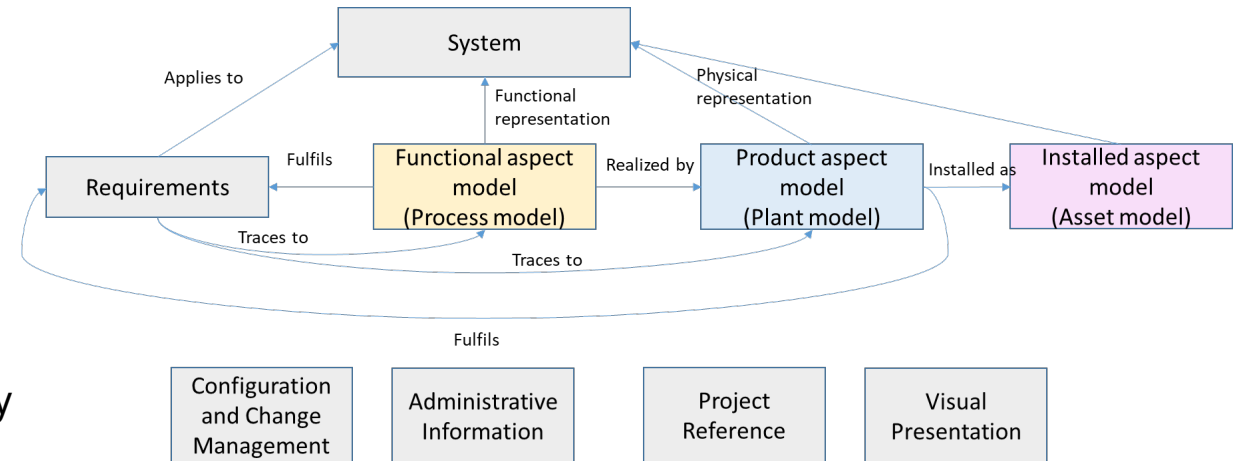 System
Applies to
Functional
representation
Physical
representation
Requirements
Fulfils
Functional aspect
model
(Process model)
Realized by
Product aspect
model
(Plant model)
Installed as
Installed aspect
model
(Asset model)
Traces to
Traces to
Fulfils
y
Configuration
and Change
Management
Administrative
Information
Project
Reference
Visual
Presentation